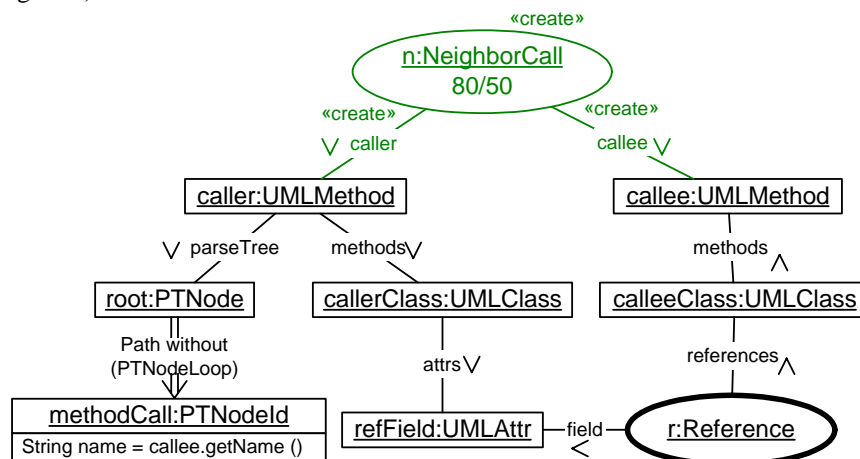 «create»
n:NeighborCall
80/50
«create»
«create»
caller
callee
caller:UMLMethod
callee:UMLMethod
parseTree
methods
methods
root:PTNode
callerClass:UMLClass
calleeClass:UMLClass
Path without
(PTNodeLoop)
attrs
references
methodCall:PTNodeId
String name = callee.getName ()
refField:UMLAttr
field
r:Reference